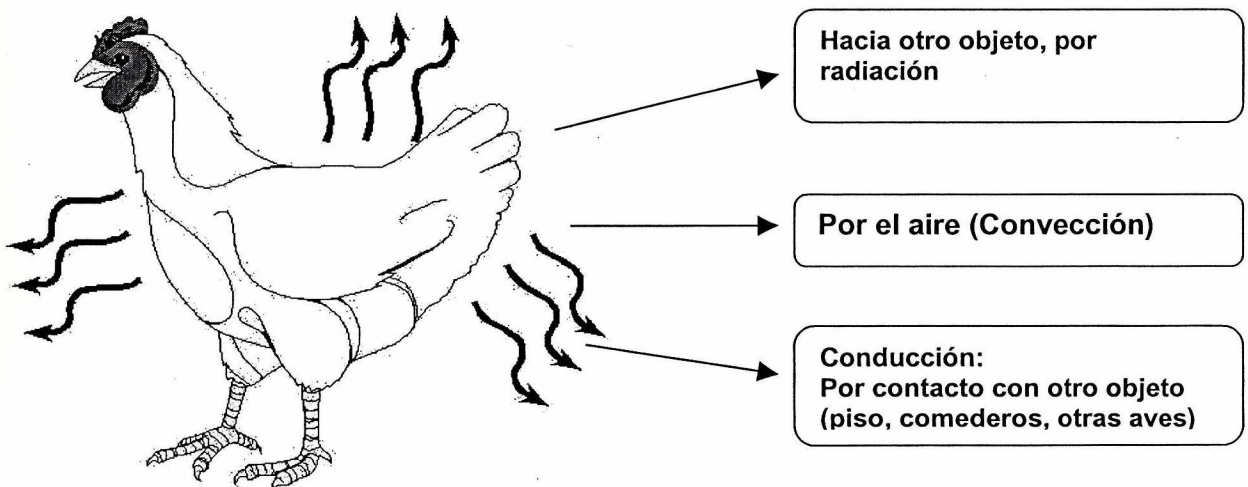 Hacia otro objeto, por
radiación
Por el aire (Convección)
Conducción:
Por contacto con otro objeto
(piso, comederos, otras aves)